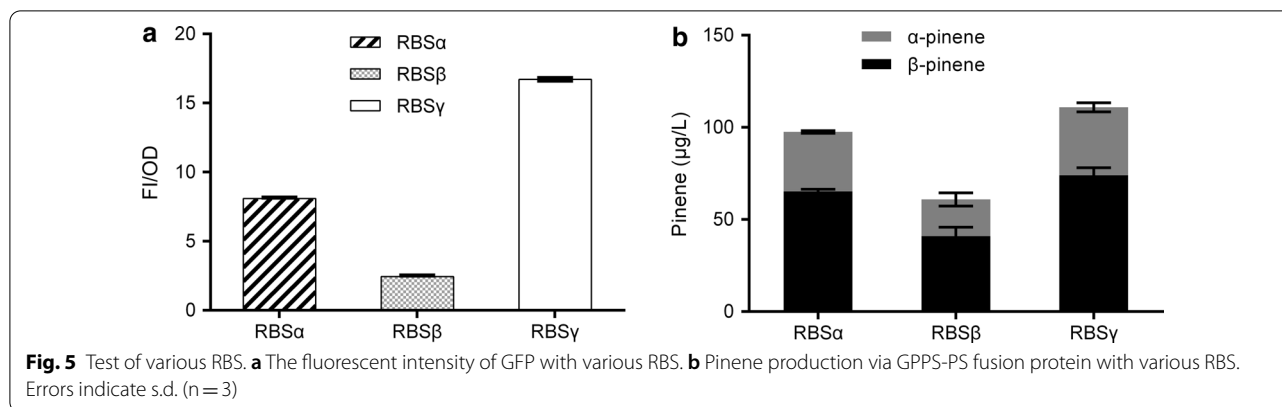 a
20
15
10
5
0
FI/OD
RBSα
RBSβ
RBSγ
RBSα
RBSβ
RBSγ
b
150
100
50
0
Pinene (µg/L)
α-pinene
β-pinene
RBSα
RBSβ
RBSγ
Fig. 5 Test of various RBS. a The fluorescent intensity of GFP with various RBS. b Pinene production via GPPS-PS fusion protein with various RBS.
Errors indicate s.d. (n = 3)